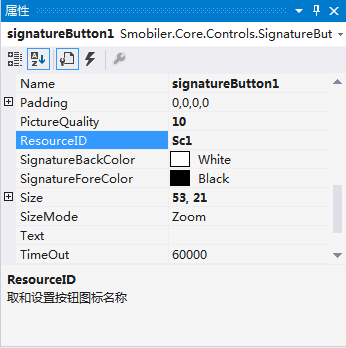 属性
signatureButton1 Smobiler.Core.Controls.SignatureBut
Name signatureButton1
Padding 0,0,0,0
PictureQuality 10
ResourceID Sc1
SignatureBackColor White
SignatureForeColor Black
Size 53, 21
SizeMode Zoom
Text
TimeOut 60000
ResourceID
取和设置按钮图标名称